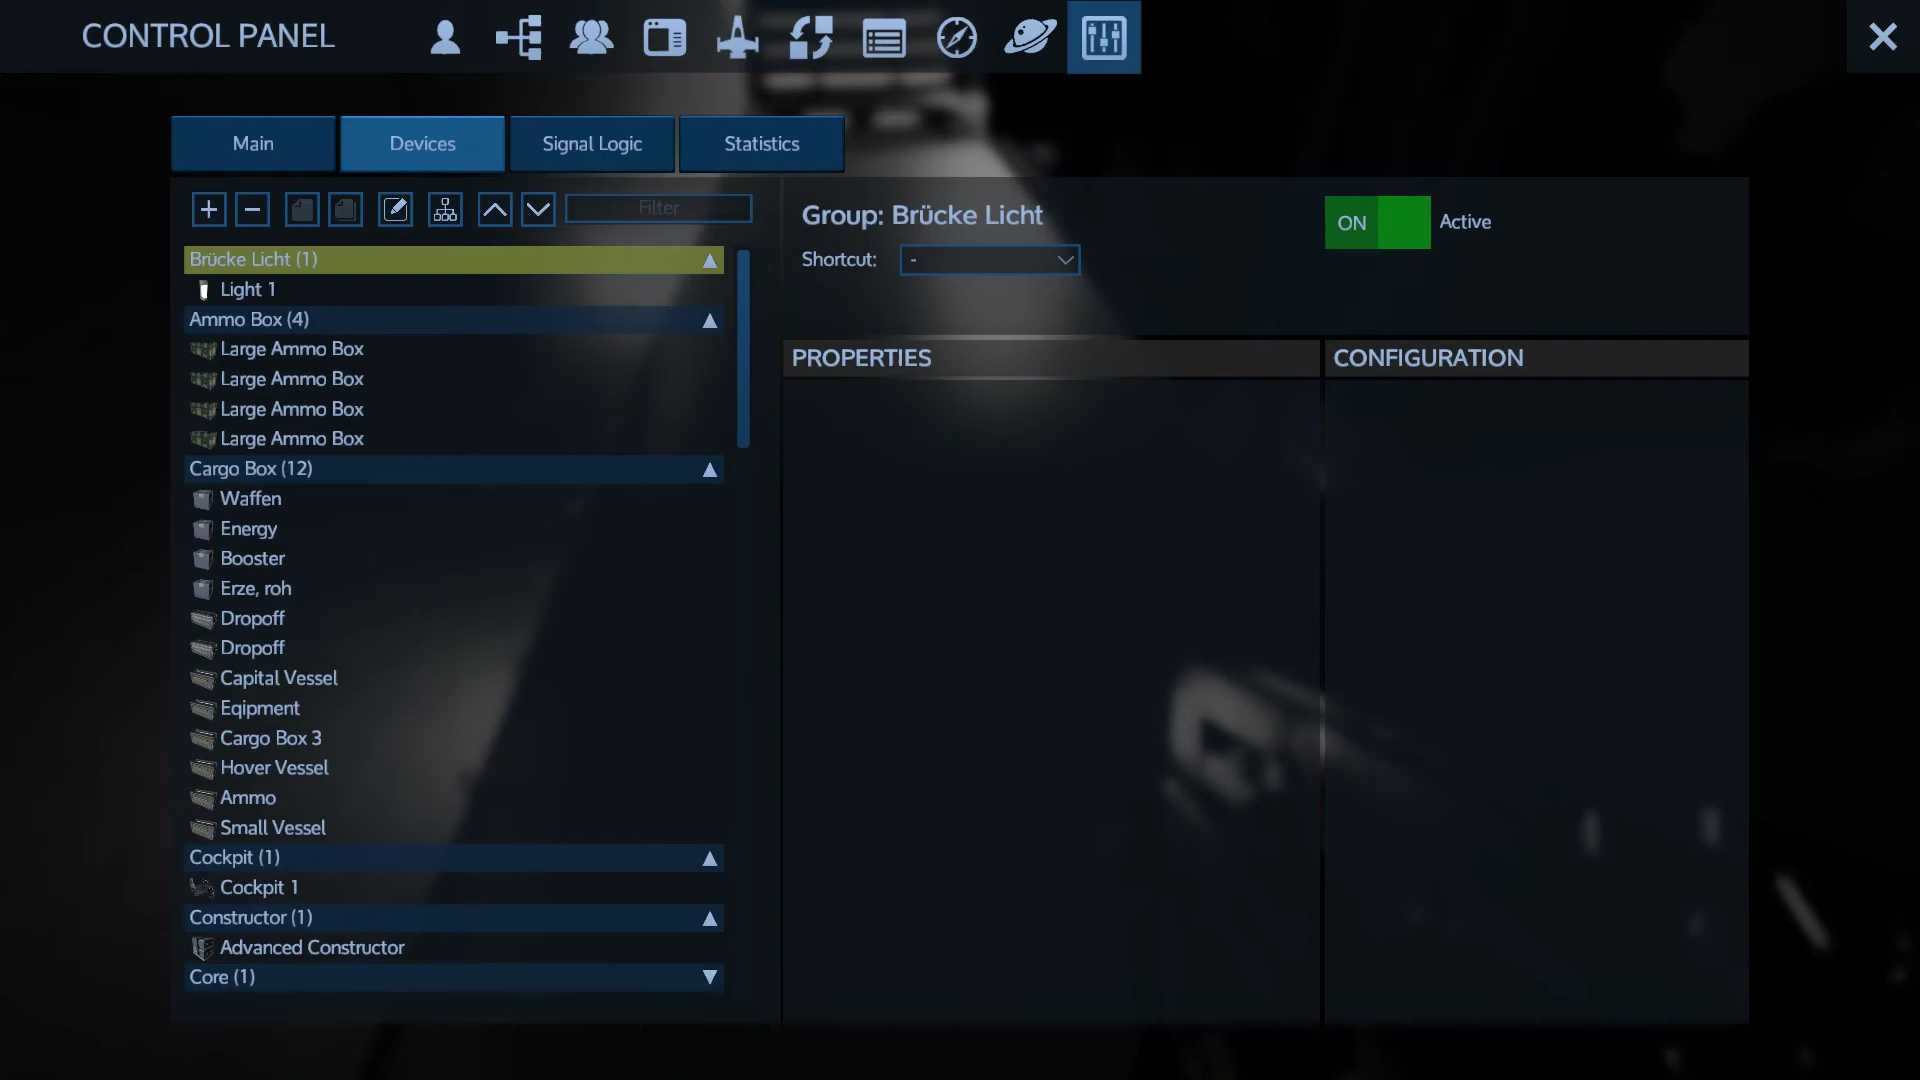 CONTROL PANEL
Main
Devices
Signal Logic
Statistics
Filter
Group: Brücke Licht
ON
Active
Shortcut:
-
Brücke Licht (1)
Light 1
Ammo Box (4)
Large Ammo Box
Large Ammo Box
Large Ammo Box
Large Ammo Box
Cargo Box (12)
Waffen
Energy
Booster
Erze, roh
Dropoff
Dropoff
Capital Vessel
Eqipment
Cargo Box 3
Hover Vessel
Ammo
Small Vessel
Cockpit (1)
Cockpit 1
Constructor (1)
Advanced Constructor
Core (1)
PROPERTIES
CONFIGURATION